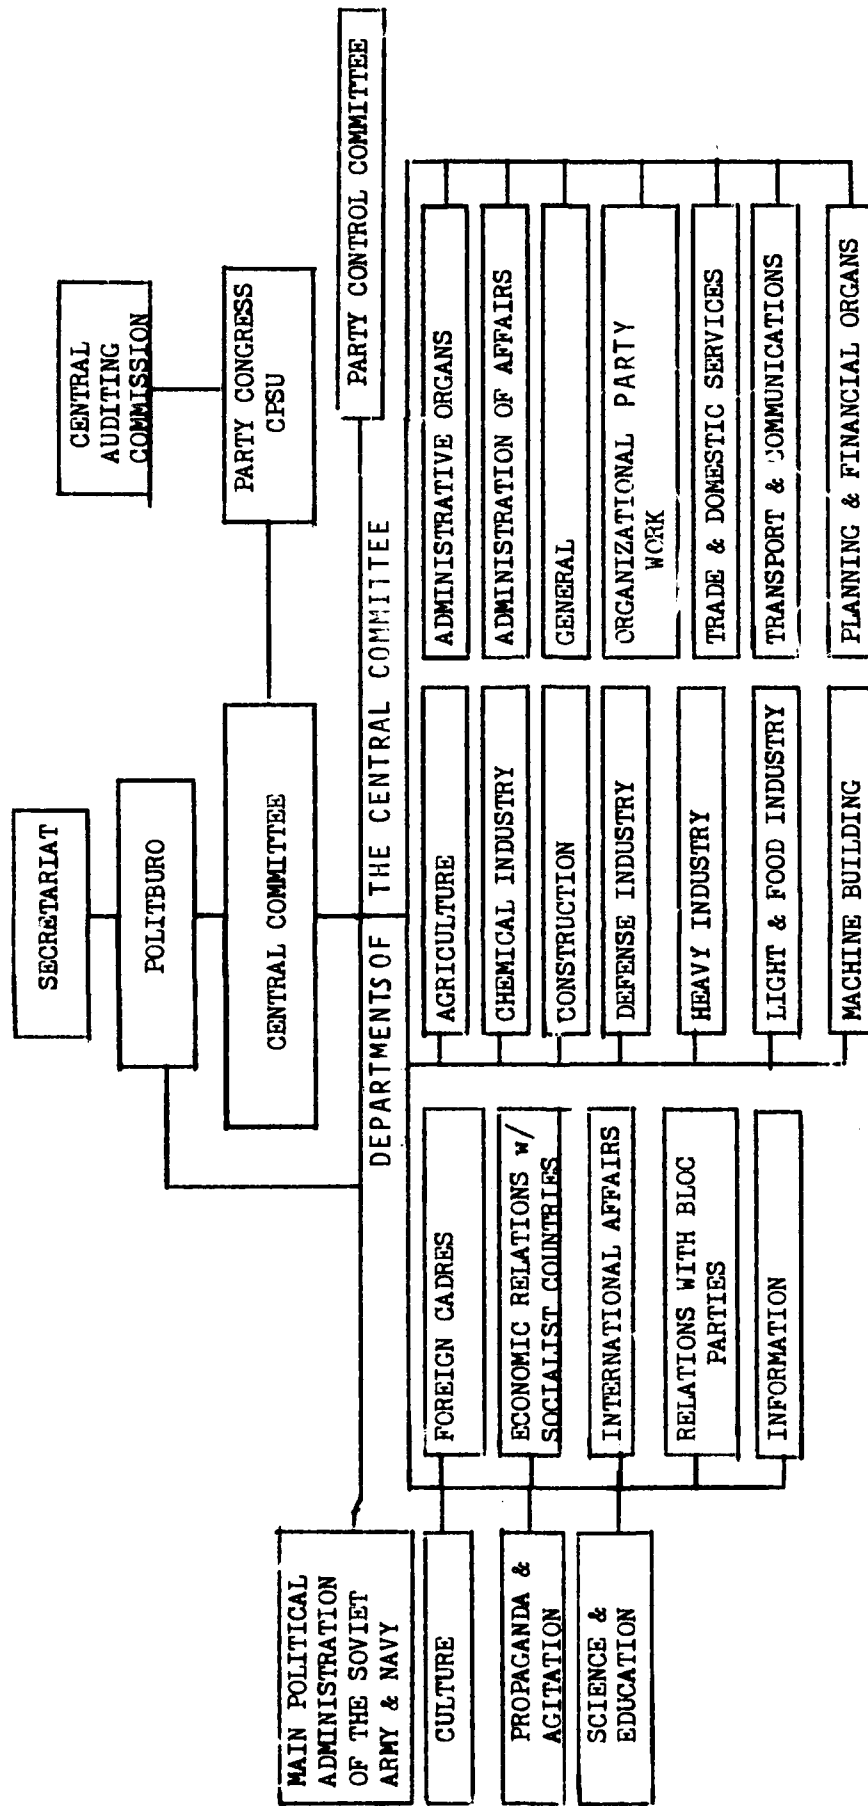 SECRETARIAT
POLITBURO
CENTRAL COMMITTEE
CENTRAL
AUDITING
COMMISSION
PARTY CONGRESS
CPSU
PARTY CONTROL COMMITTEE
MAIN POLITICAL
ADMINISTRATION
OF THE SOVIET
ARMY & NAVY
DEPARTMENTS OF THE CENTRAL COMMITTEE
CULTURE
PROPAGANDA &
AGITATION
SCIENCE &
EDUCATION
FOREIGN CADRES
ECONOMIC RELATIONS w/
SOCIALIST COUNTRIES
INTERNATIONAL AFFAIRS
RELATIONS WITH BLOC
PARTIES
INFORMATION
AGRICULTURE
CHEMICAL INDUSTRY
CONSTRUCTION
DEFENSE INDUSTRY
HEAVY INDUSTRY
LIGHT & FOOD INDUSTRY
MACHINE BUILDING
ADMINISTRATIVE ORGANS
ADMINISTRATION OF AFFAIRS
GENERAL
ORGANIZATIONAL PARTY
WORK
TRADE & DOMESTIC SERVICES
TRANSPORT & COMMUNICATIONS
PLANNING & FINANCIAL ORGANS